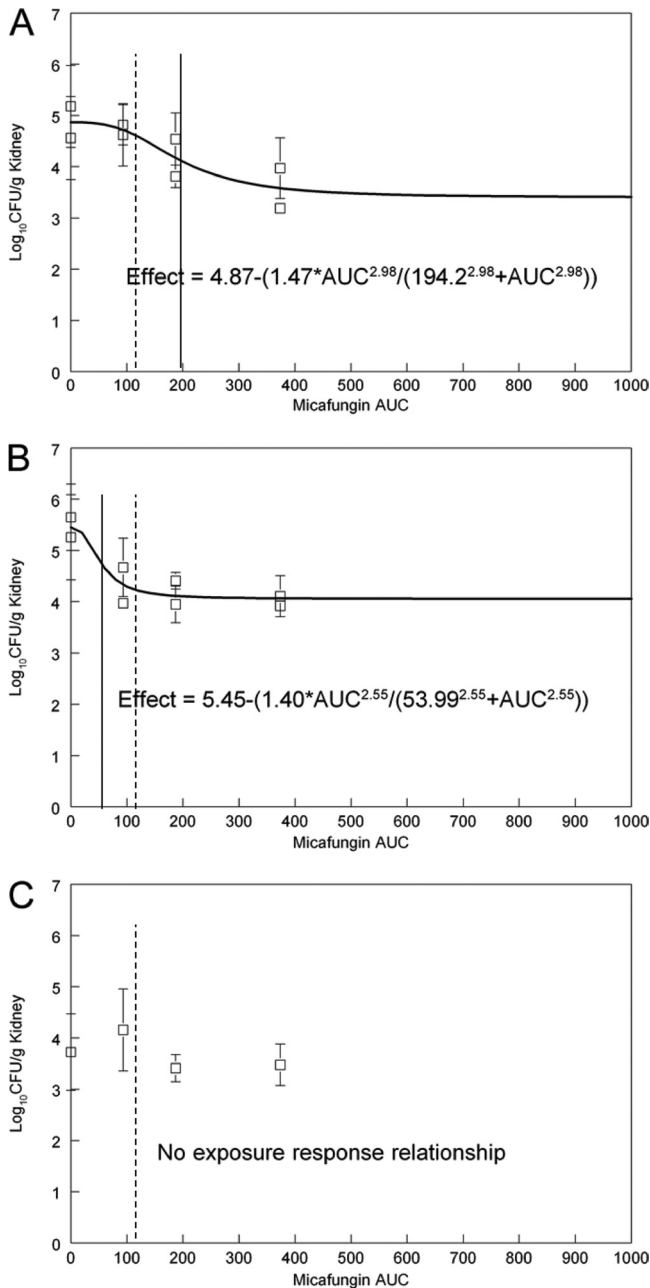 A
7
6
5
4
3
2
1
0
Log₁₀CFU/g Kidney
Effect = 4.87-(1.47*AUC²·⁹⁸/(194.2²·⁹⁸+AUC²·⁹⁸))
0 100 200 300 400 500 600 700 800 900 1000
Micafungin AUC
B
7
6
5
4
3
2
1
0
Log₁₀CFU/g Kidney
Effect = 5.45-(1.40*AUC²·⁵⁵/(53.99²·⁵⁵+AUC²·⁵⁵))
0 100 200 300 400 500 600 700 800 900 1000
Micafungin AUC
C
7
6
5
4
3
2
1
0
Log₁₀CFU/g Kidney
No exposure response relationship
0 100 200 300 400 500 600 700 800 900 1000
Micafungin AUC